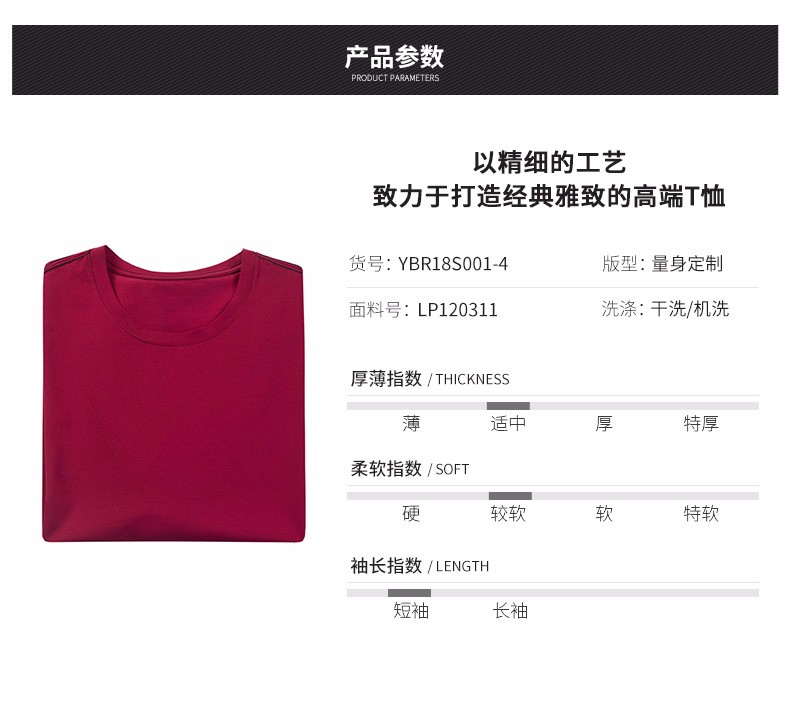 产品参数
PRODUCT PARAMETERS
以精细的工艺
致力于打造经典雅致的高端T恤
货号: YBR18S001-4 版型: 量身定制
面料号: LP120311 洗涤: 干洗/机洗
厚薄指数 / THICKNESS
薄 适中 厚 特厚
柔软指数 / SOFT
硬 较软 软 特软
袖长指数 / LENGTH
短袖 长袖